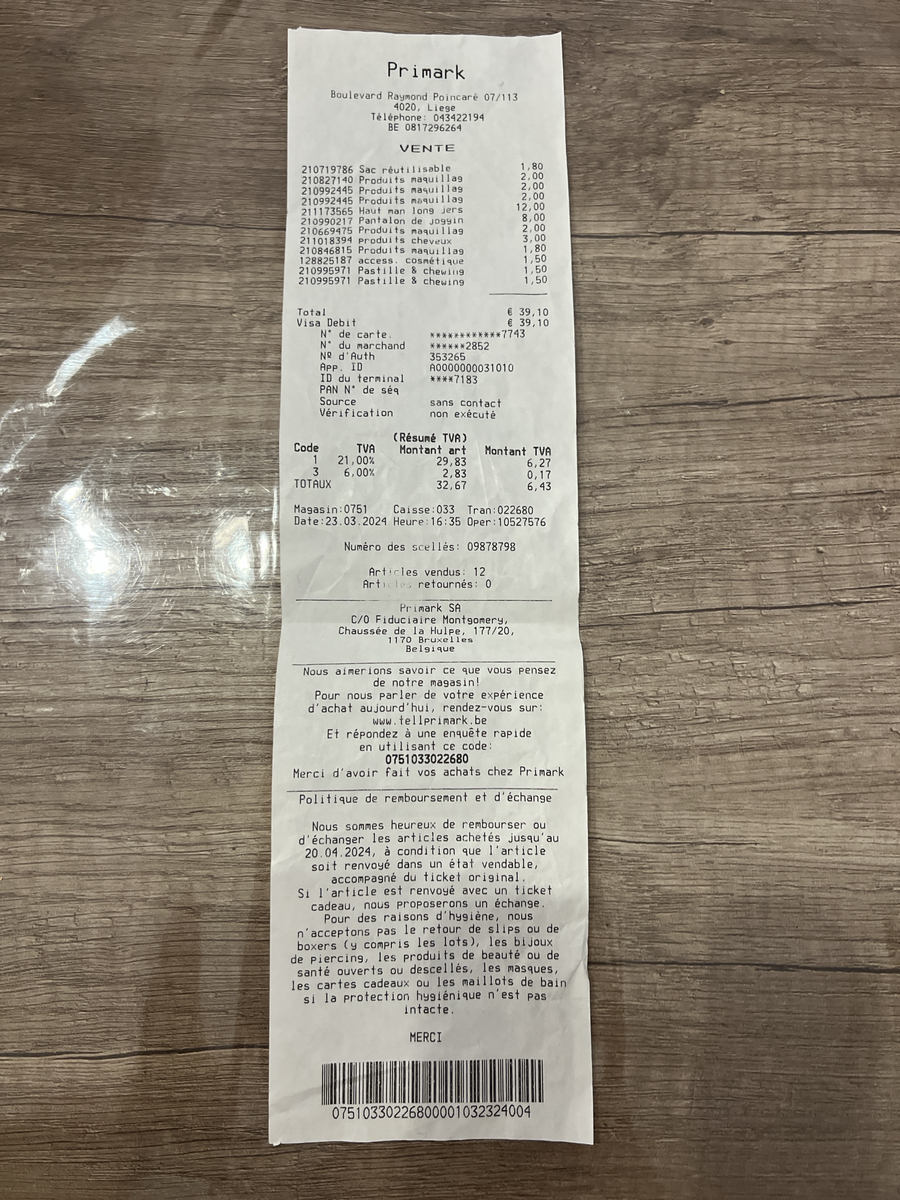 Primark
Boulevard Raymond Poincaré 07/113
4020, Liege
Téléphone: 043422194
BE 0817296264
VENTE
210719786 Sac réutilisable 1,80
210827140 Produits maquillag 2,00
210992445 Produits maquillag 2,00
210992445 Produits maquillag 2,00
211173565 Haut man long jers 12,00
210990217 Pantalon de joggin 8,00
210669475 Produits maquillag 2,00
211018394 produits cheveux 3,00
210846815 Produits maquillag 1,80
128825187 access. cosmétique 1,50
210995971 Pastille & chewing 1,50
210995971 Pastille & chewing 1,50
Total € 39,10
Visa Debit € 39,10
N° de carte. ************7743
N° du marchand ******2852
Nº d'Auth 353265
App. ID A0000000031010
ID du terminal ****7183
PAN N° de séq
Source sans contact
Vérification non exécuté
(Résumé TVA)
Code TVA Montant art Montant TVA
1 21,00% 29,83 6,27
3 6,00% 2,83 0,17
TOTAUX 32,67 6,43
Magasin:0751 Caisse:033 Tran:022680
Date:23.03.2024 Heure:16:35 Oper:10527576
Numéro des scellés: 09878798
Articles vendus: 12
Articles retournés: 0
Primark SA
C/O Fiduciaire Montgomery,
Chaussée de la Hulpe, 177/20,
1170 Bruxelles
Belgique
Nous aimerions savoir ce que vous pensez
de notre magasin!
Pour nous parler de votre expérience
d'achat aujourd'hui, rendez-vous sur:
www.tellprimark.be
Et répondez à une enquête rapide
en utilisant ce code:
0751033022680
Merci d'avoir fait vos achats chez Primark
Politique de remboursement et d'échange
Nous sommes heureux de rembourser ou
d'échanger les articles achetés jusqu'au
20.04.2024, à condition que l'article
soit renvoyé dans un état vendable,
accompagné du ticket original.
Si l'article est renvoyé avec un ticket
cadeau, nous proposerons un échange.
Pour des raisons d'hygiène, nous
n'acceptons pas le retour de slips ou de
boxers (y compris les lots), les bijoux
de piercing, les produits de beauté ou de
santé ouverts ou descellés, les masques,
les cartes cadeaux ou les maillots de bain
si la protection hygiénique n'est pas
intacte.
MERCI
07510330226800001032324004